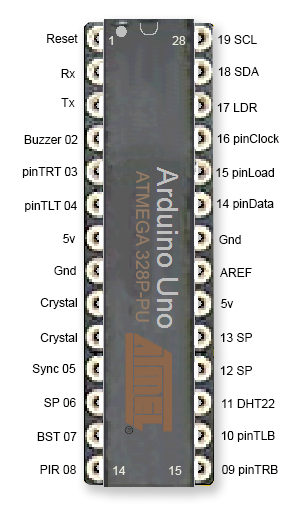 Reset
Rx
Tx
Buzzer 02
pinTRT 03
pinTLT 04
5v
Gnd
Crystal
Crystal
Sync 05
SP 06
BST 07
PIR 08
1
28
14
15
Arduino Uno
ATMEGA 328P-PU
ATMEL
®
19 SCL
18 SDA
17 LDR
16 pinClock
15 pinLoad
14 pinData
Gnd
AREF
5v
13 SP
12 SP
11 DHT22
10 pinTLB
09 pinTRB